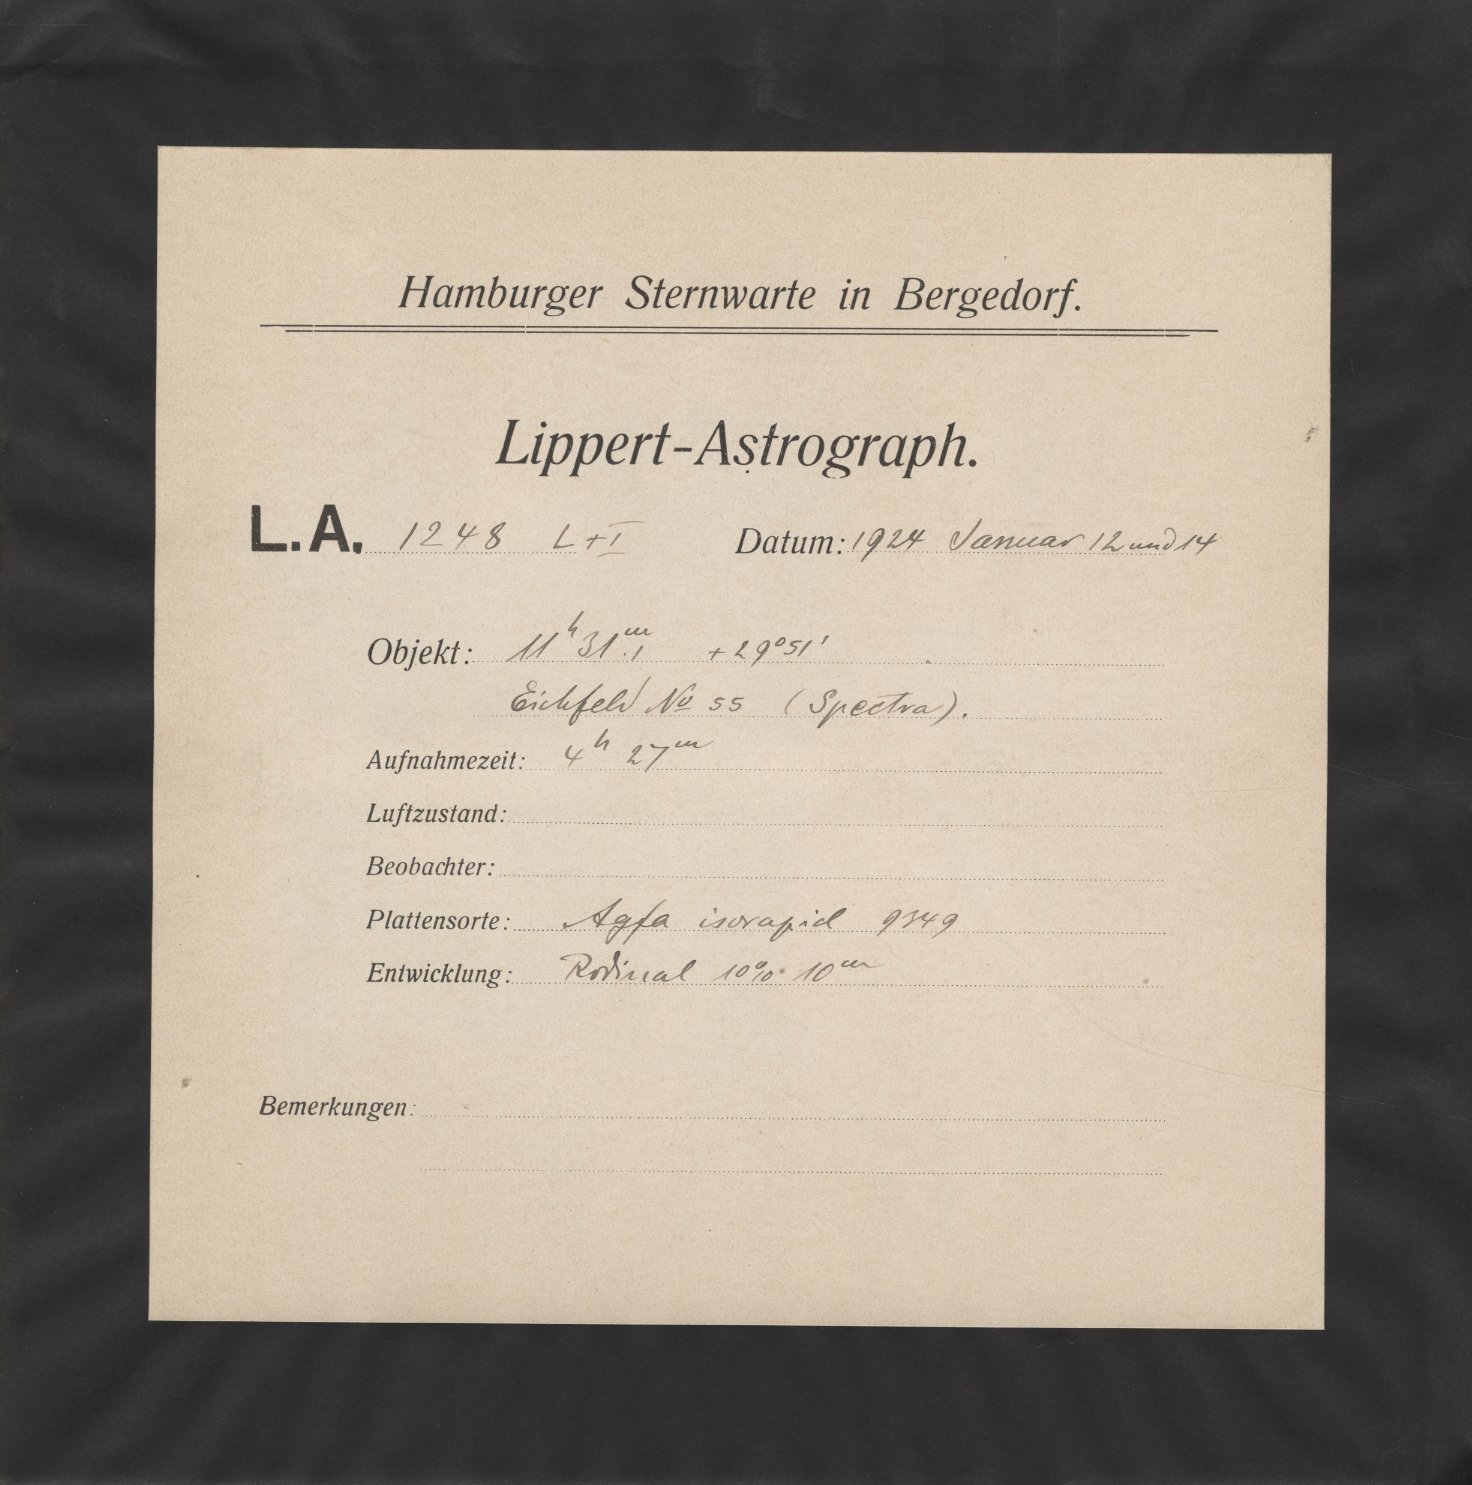 Hamburger Sternwarte in Bergedorf.
Lippert-Astrograph.
L.A. 1248 L+I Datum: 1924 Januar 12 und 14
Objekt: 11ʰ 31ᵐ.1 +29°51'
Eichfeld No 55 (Spectra).
Aufnahmezeit: 4ʰ 27ᵐ
Luftzustand:
Beobachter:
Plattensorte: Agfa isorapid 9349
Entwicklung: Rodinal 10% 10ᵐ
Bemerkungen: